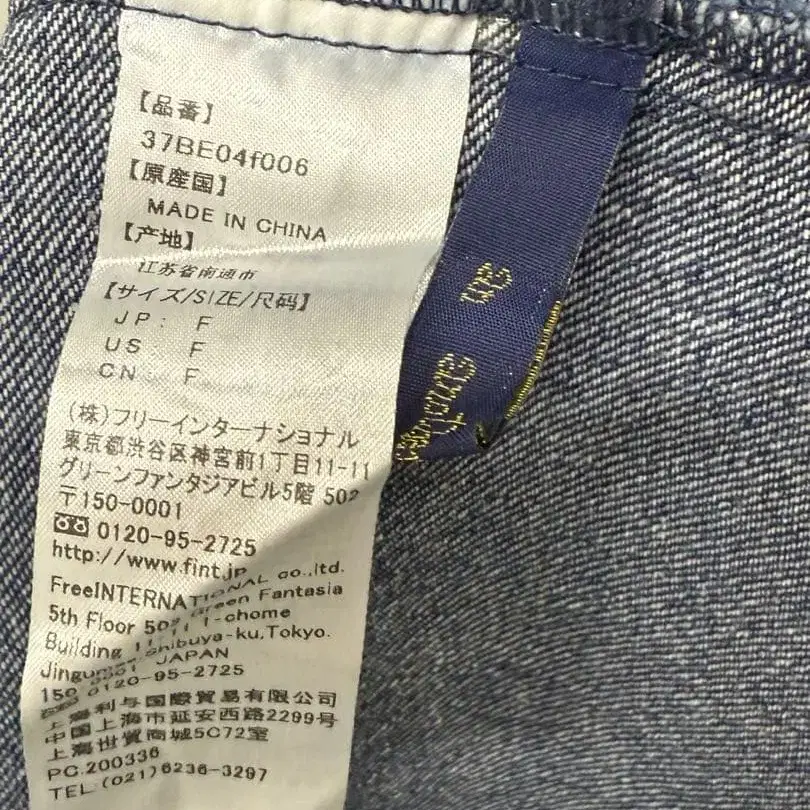 【品番】
37BE04f006
【原産国】
MADE IN CHINA
【产地】
江苏省南通市
【サイズ/SIZE/尺码】
JP: F
US: F
CN: F
(株)フリーインターナショナル
東京都渋谷区神宮前1丁目11-11
グリーンファンタジアビル5階 502
〒150-0001
0120-95-2725
http://www.fint.jp
FreeINTERNATIONAL co.,ltd.
5th Floor 502 Green Fantasia
Building 11-11 1-chome
Jingumae,shibuya-ku,Tokyo.
150-0001 JAPAN
0120-95-2725
上海利与国際貿易有限公司
中国上海市延安西路2299号
上海世貿商城5C72室
PC.200336
TEL:(021)6236-3297